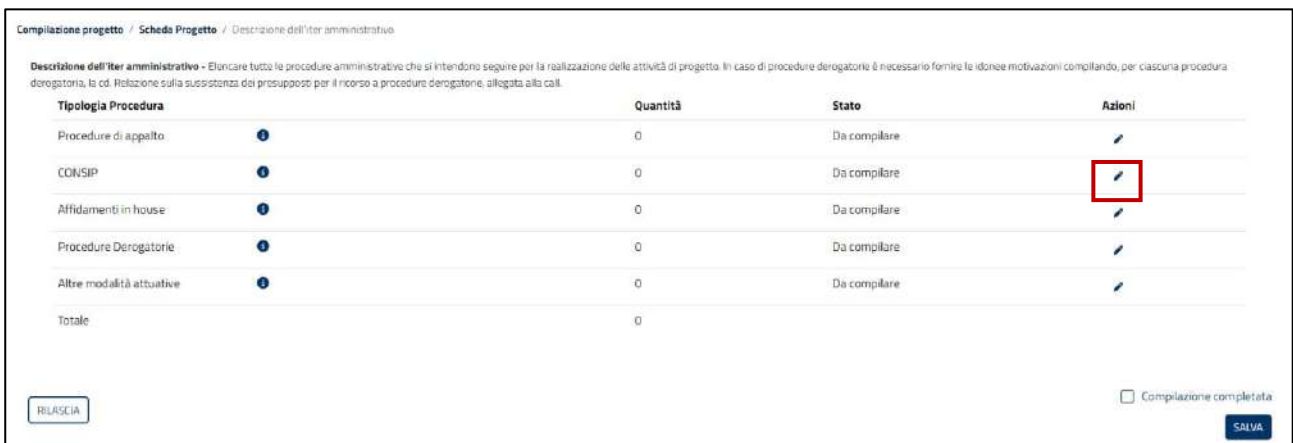 Compilazione progetto / Scheda Progetto / Descrizione dell'iter amministrativo
Descrizione dell'iter amministrativo - Elencare tutte le procedure amministrative che si intendono seguire per la realizzazione delle attività di progetto. In caso di procedure derogatorie è necessario fornire le idonee motivazioni compilando, per ciascuna procedura
derogatoria, la cd. Relazione sulla sussistenza dei presupposti per il ricorso a procedure derogatorie, allegata alla call.
Tipologia Procedura Quantità Stato Azioni
Procedure di appalto 0 Da compilare
CONSIP 0 Da compilare
Affidamenti in house 0 Da compilare
Procedure Derogatorie 0 Da compilare
Altre modalità attuative 0 Da compilare
Totale 0
Compilazione completata
RILASCIA
SALVA